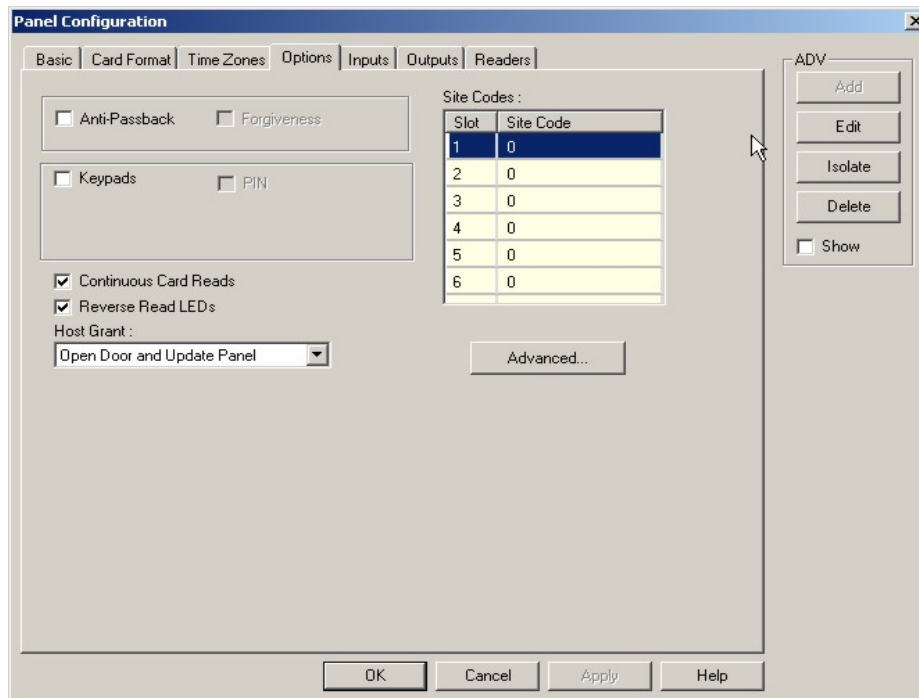 Panel Configuration
Basic Card Format Time Zones Options Inputs Outputs Readers
Anti-Passback Forgiveness
Keypads PIN
Continuous Card Reads
Reverse Read LEDs
Host Grant :
Open Door and Update Panel
Site Codes :
Slot Site Code
1 0
2 0
3 0
4 0
5 0
6 0
Advanced...
ADV
Add
Edit
Isolate
Delete
Show
OK Cancel Apply Help